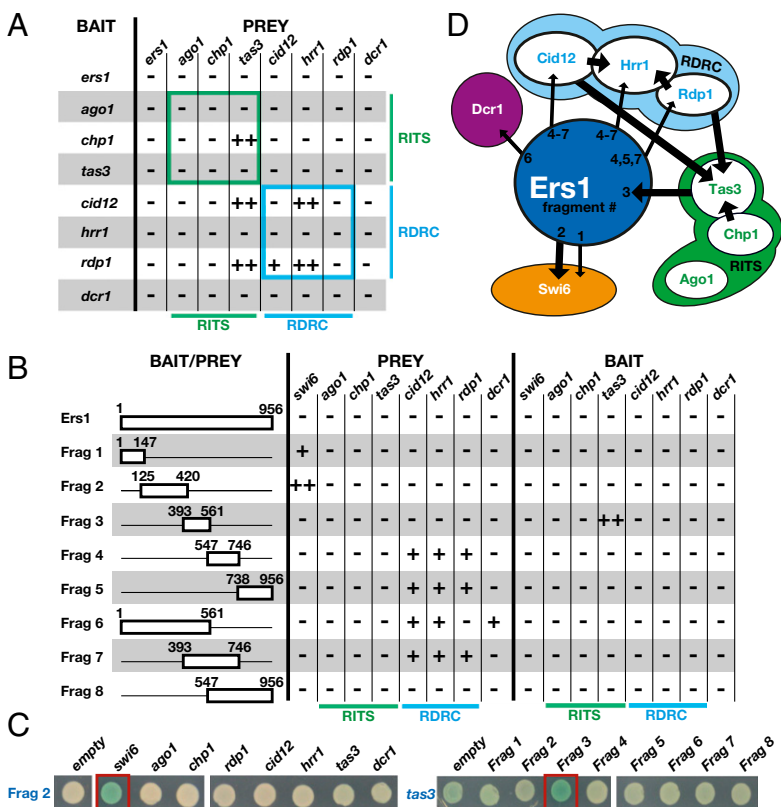 A
BAIT PREY
ers1 ago1 chp1 tas3 cid12 hrr1 rdp1 dcr1
ers1 - - - - - - - -
ago1 - - - - - - - -
chp1 - - - ++ - - - -
tas3 - - - - - - - -
cid12 - - - ++ - ++ - -
hrr1 - - - - - - - -
rdp1 - - - ++ + ++ - -
dcr1 - - - - - - - -
RITS
RDRC
RITS RDRC
D
Cid12 Hrr1 RDRC
Rdp1
Dcr1
4-7 4-7 4,5,7
6
Ers1
fragment #
3
Tas3
Chp1
RITS
Ago1
2 1
Swi6
B
BAIT/PREY PREY BAIT
swi6 ago1 chp1 tas3 cid12 hrr1 rdp1 dcr1 swi6 ago1 chp1 tas3 cid12 hrr1 rdp1 dcr1
Ers1 1 956 - - - - - - - - - - - - - - - -
Frag 1 1 147 + - - - - - - - - - - - - - - -
Frag 2 125 420 ++ - - - - - - - - - - - - - - -
Frag 3 393 561 - - - - - - - - - - - ++ - - - -
Frag 4 547 746 - - - - + + + - - - - - - - - -
Frag 5 738 956 - - - - + + + - - - - - - - - -
Frag 6 1 561 - - - - + + - + - - - - - - - -
Frag 7 393 746 - - - - + + + - - - - - - - - -
Frag 8 547 956 - - - - - - - - - - - - - - - -
RITS RDRC RITS RDRC
C
empty swi6 ago1 chp1 rdp1 cid12 hrr1 tas3 dcr1
Frag 2
empty Frag 1 Frag 2 Frag 3 Frag 4 Frag 5 Frag 6 Frag 7 Frag 8
tas3